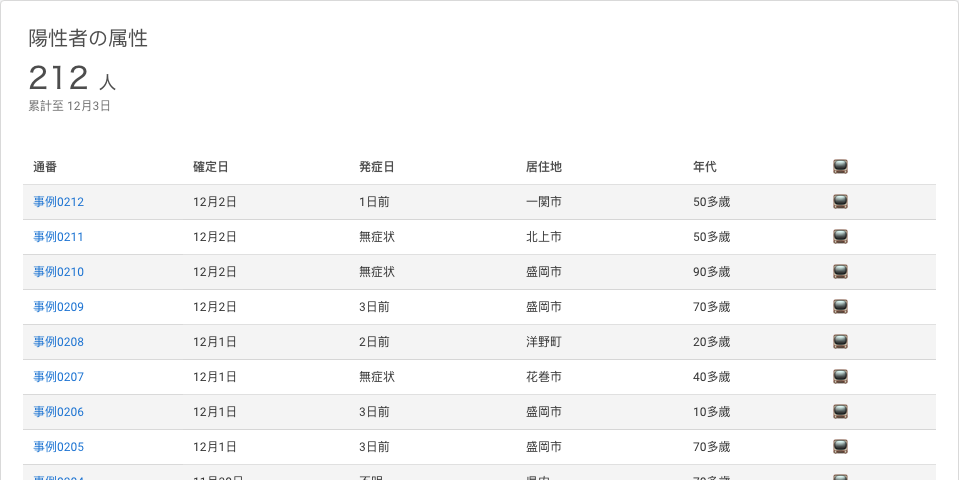 陽性者の属性
212 人
累計至 12月3日
通番 確定日 発症日 居住地 年代
事例0212 12月2日 1日前 一関市 50多歳
事例0211 12月2日 無症状 北上市 50多歳
事例0210 12月2日 無症状 盛岡市 90多歳
事例0209 12月2日 3日前 盛岡市 70多歳
事例0208 12月1日 2日前 洋野町 20多歳
事例0207 12月1日 無症状 花巻市 40多歳
事例0206 12月1日 3日前 盛岡市 10多歳
事例0205 12月1日 3日前 盛岡市 70多歳